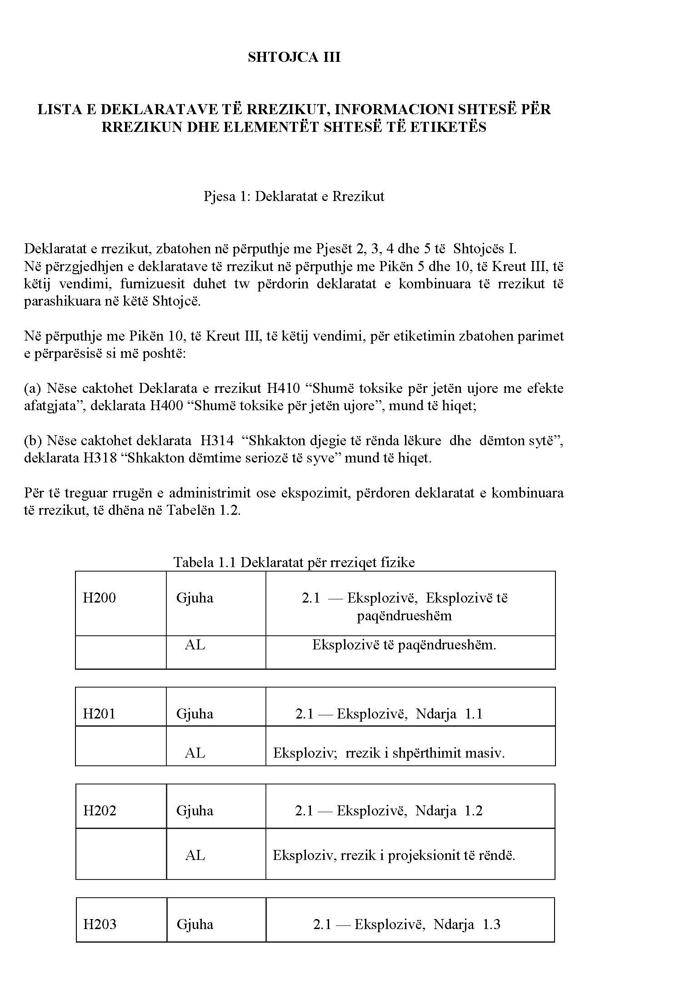 SHTOJCA III
LISTA E DEKLARATAVE TË RREZIKUT, INFORMACIONI SHTESË PËR
RREZIKUN DHE ELEMENTËT SHTESË TË ETIKETËS
Pjesa 1: Deklaratat e Rrezikut
Deklaratat e rrezikut, zbatohen në përputhje me Pjesët 2, 3, 4 dhe 5 të Shtojcës I.
Në përzgjedhjen e deklaratave të rrezikut në përputhje me Pikën 5 dhe 10, të Kreut III, të
këtij vendimi, furnizuesit duhet tw përdorin deklaratat e kombinuara të rrezikut të
parashikuara në këtë Shtojcë.
Në përputhje me Pikën 10, të Kreut III, të këtij vendimi, për etiketimin zbatohen parimet
e përparësisë si më poshtë:
(a) Nëse caktohet Deklarata e rrezikut H410 “Shumë toksike për jetën ujore me efekte
afatgjata”, deklarata H400 “Shumë toksike për jetën ujore”, mund të hiqet;
(b) Nëse caktohet deklarata H314 “Shkakton djegie të rënda lëkure dhe dëmton sytë”,
deklarata H318 “Shkakton dëmtime seriozë të syve” mund të hiqet.
Për të treguar rrugën e administrimit ose ekspozimit, përdoren deklaratat e kombinuara
të rrezikut, të dhëna në Tabelën 1.2.
Tabela 1.1 Deklaratat për rreziqet fizike
H200 Gjuha 2.1 — Eksplozivë, Eksplozivë të
paqëndrueshëm
AL Eksplozivë të paqëndrueshëm.
H201 Gjuha 2.1 — Eksplozivë, Ndarja 1.1
AL Eksploziv; rrezik i shpërthimit masiv.
H202 Gjuha 2.1 — Eksplozivë, Ndarja 1.2
AL Eksploziv, rrezik i projeksionit të rëndë.
H203 Gjuha 2.1 — Eksplozivë, Ndarja 1.3